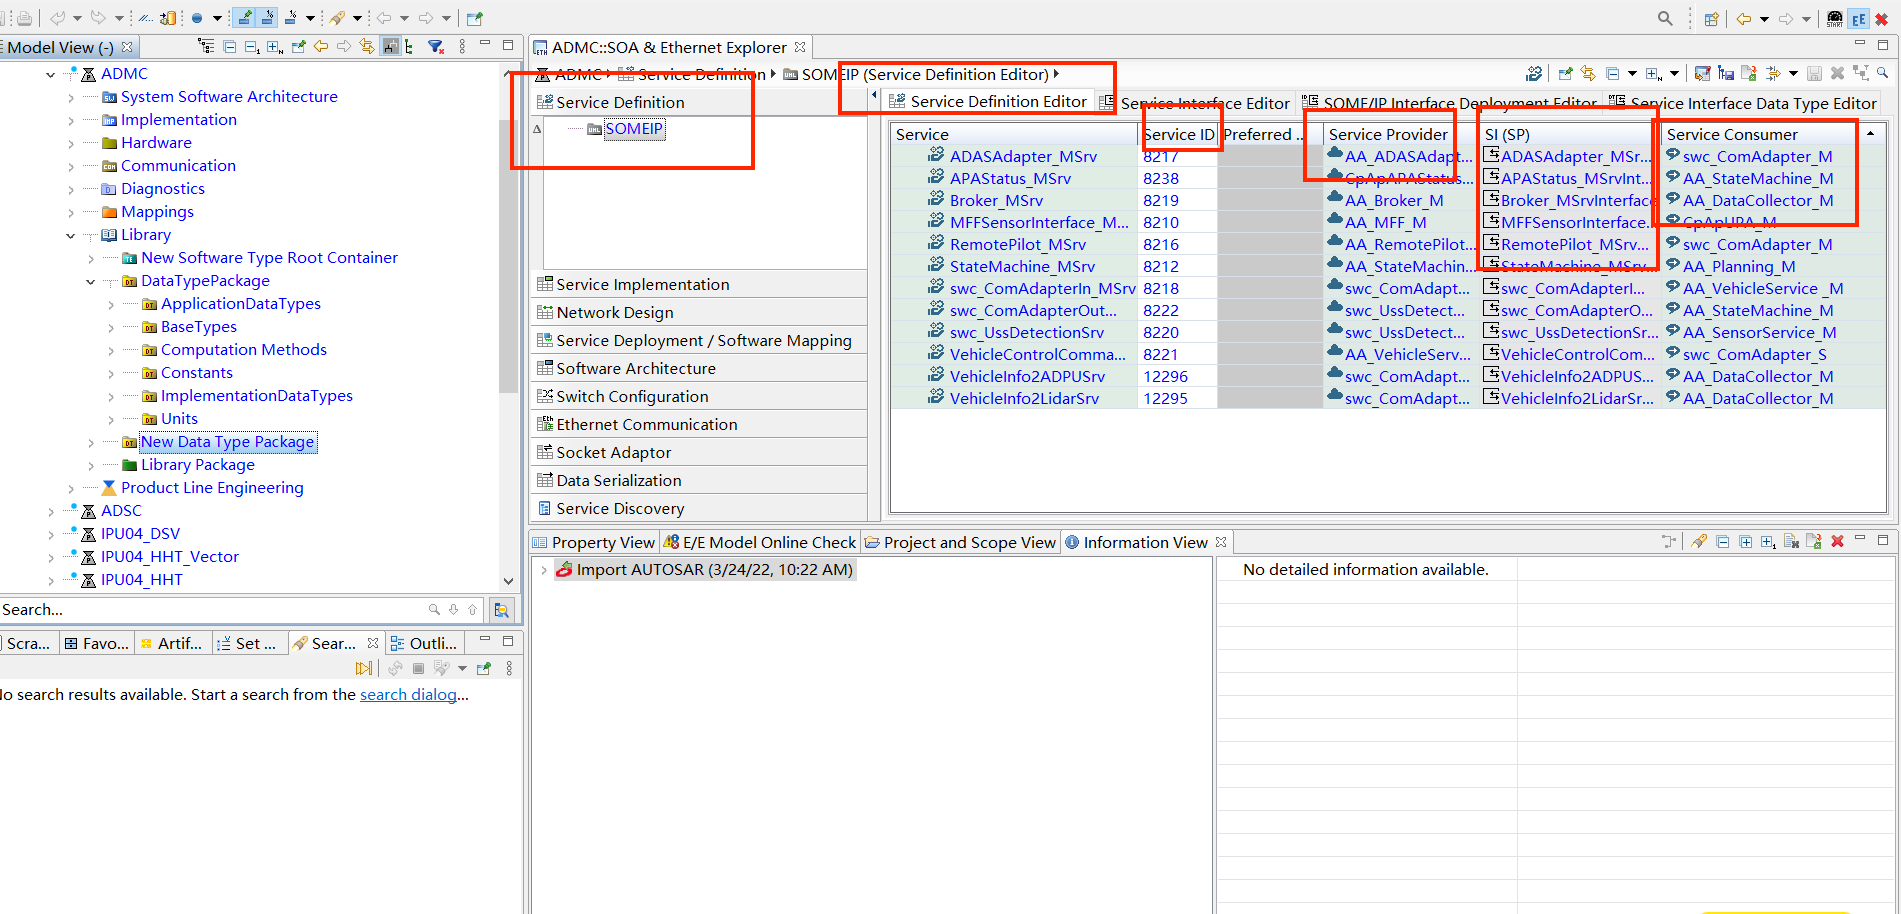 Model View (-)
ADMC
System Software Architecture
Implementation
Hardware
Communication
Diagnostics
Mappings
Library
New Software Type Root Container
DataTypePackage
ApplicationDataTypes
BaseTypes
Computation Methods
Constants
ImplementationDataTypes
Units
New Data Type Package
Library Package
Product Line Engineering
ADSC
IPU04_DSV
IPU04_HHT_Vector
IPU04_HHT
Search...
Scra... Favo... Artif... Set ... Sear... Outli...
lo search results available. Start a search from the search dialog...
ADMC::SOA & Ethernet Explorer
ADMC Service Definition SOMEIP (Service Definition Editor)
Service Definition
SOMEIP
Service Implementation
Network Design
Service Deployment / Software Mapping
Software Architecture
Switch Configuration
Ethernet Communication
Socket Adaptor
Data Serialization
Service Discovery
Service Definition Editor Service Interface Editor SOME/IP Interface Deployment Editor Service Interface Data Type Editor
Service Service ID Preferred .. Service Provider SI (SP) Service Consumer
ADASAdapter_MSrv 8217 AA_ADASAdapt... ADASAdapter_MSr... swc_ComAdapter_M
APAStatus_MSrv 8238 CpApAPAStatus... APAStatus_MSrvInt... AA_StateMachine_M
Broker_MSrv 8219 AA_Broker_M Broker_MSrvInterface AA_DataCollector_M
MFFSensorInterface_M... 8210 AA_MFF_M MFFSensorInterface... CpApUPA_M
RemotePilot_MSrv 8216 AA_RemotePilot... RemotePilot_MSrv... swc_ComAdapter_M
StateMachine_MSrv 8212 AA_StateMachin... StateMachine_MSrv... AA_Planning_M
swc_ComAdapterIn_MSrv 8218 swc_ComAdapt... swc_ComAdapterI... AA_VehicleService _M
swc_ComAdapterOut... 8222 swc_UssDetect... swc_ComAdapterO... AA_StateMachine_M
swc_UssDetectionSrv 8220 swc_UssDetect... swc_UssDetectionSr... AA_SensorService_M
VehicleControlComma... 8221 AA_VehicleServ... VehicleControlCom... swc_ComAdapter_S
VehicleInfo2ADPUSrv 12296 swc_ComAdapt... VehicleInfo2ADPUS... AA_DataCollector_M
VehicleInfo2LidarSrv 12295 swc_ComAdapt... VehicleInfo2LidarSr... AA_DataCollector_M
Property View E/E Model Online Check Project and Scope View Information View
Import AUTOSAR (3/24/22, 10:22 AM)
No detailed information available.